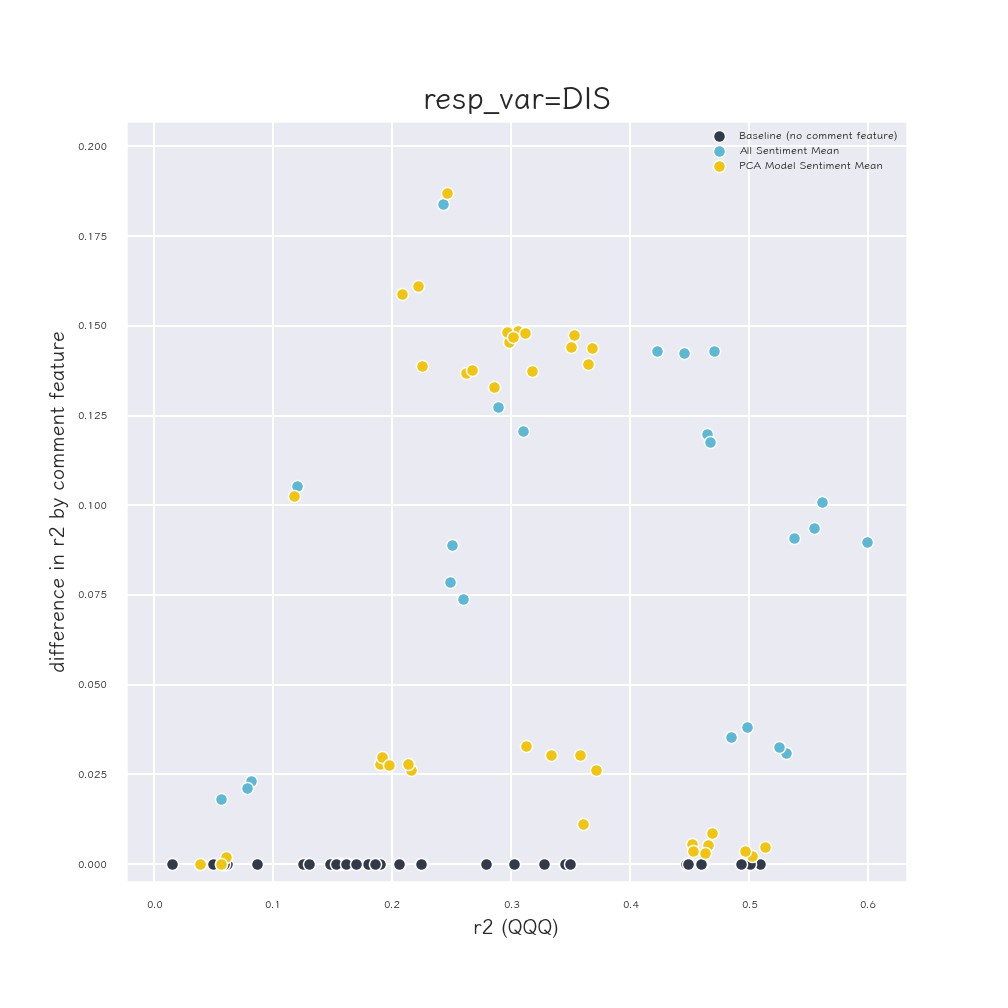 resp_var=DIS
Baseline (no comment feature)
All Sentiment Mean
PCA Model Sentiment Mean
difference in r2 by comment feature
0.200
0.175
0.150
0.125
0.100
0.075
0.050
0.025
0.000
0.0 0.1 0.2 0.3 0.4 0.5 0.6
r2 (QQQ)